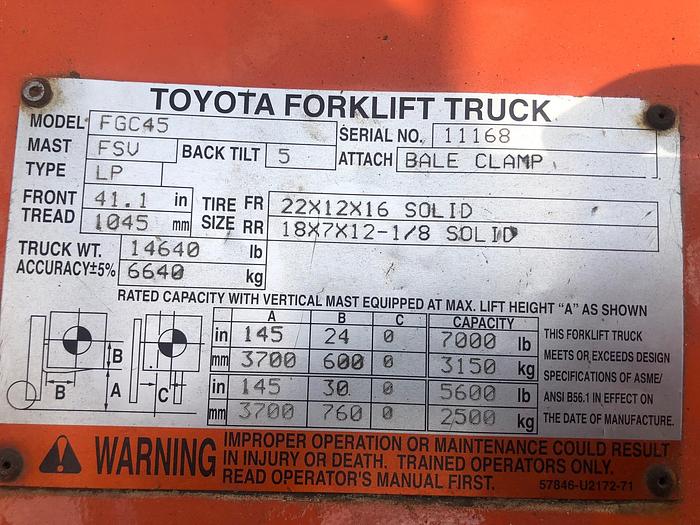 TOYOTA FORKLIFT TRUCK
MODEL FGC45 SERIAL NO. 11168
MAST FSV BACK TILT 5 ATTACH BALE CLAMP
TYPE LP
FRONT TREAD 41.1 in 1045 mm
TIRE SIZE FR 22X12X16 SOLID
RR 18X7X12-1/8 SOLID
TRUCK WT. 14640 lb
ACCURACY±5% 6640 kg
RATED CAPACITY WITH VERTICAL MAST EQUIPPED AT MAX. LIFT HEIGHT "A" AS SHOWN
A B C CAPACITY
in 145 24 0 7000 lb
mm 3700 600 0 3150 kg
in 145 30 0 5600 lb
mm 3700 760 0 2500 kg
B B A C
THIS FORKLIFT TRUCK
MEETS OR EXCEEDS DESIGN
SPECIFICATIONS OF ASME/
ANSI B56.1 IN EFFECT ON
THE DATE OF MANUFACTURE.
WARNING
IMPROPER OPERATION OR MAINTENANCE COULD RESULT
IN INJURY OR DEATH. TRAINED OPERATORS ONLY.
READ OPERATOR'S MANUAL FIRST.
57846-U2172-71